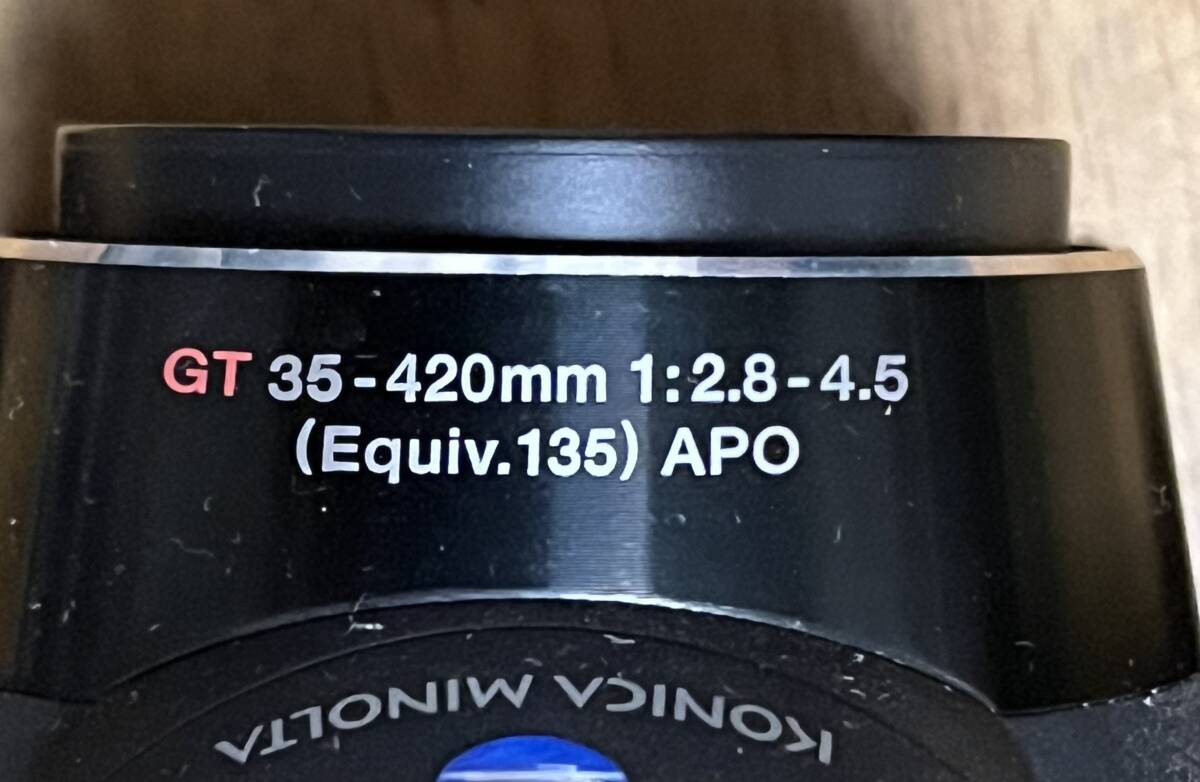 GT 35-420mm 1:2.8-4.5
(Equiv.135) APO
KONICA MINOLTA